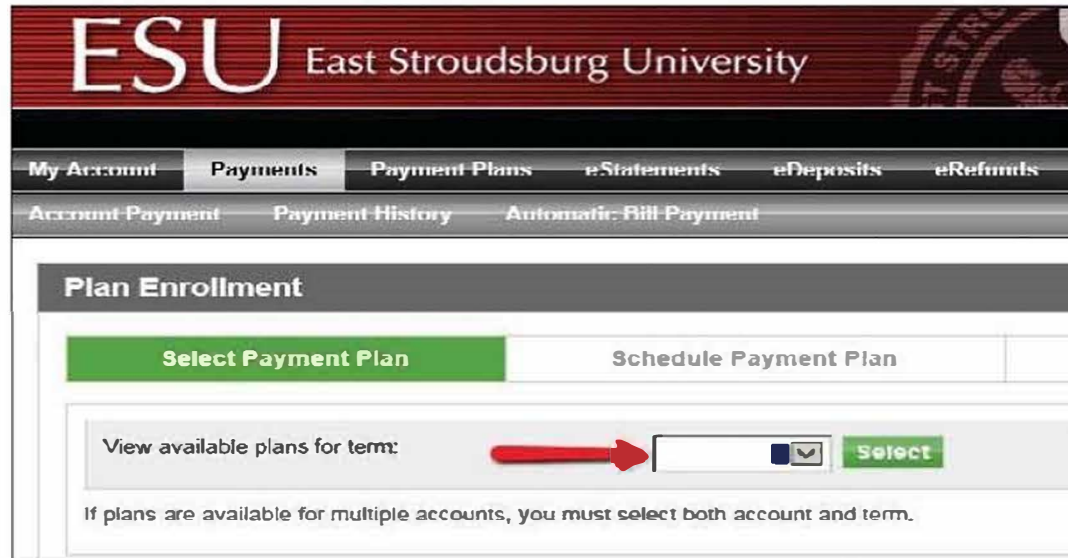 ESU East Stroudsburg University
My Account Payments Payment Plans eStatements eDeposits eRefunds
Account Payment Payment History Automatic Bill Payment
Plan Enrollment
Select Payment Plan Schedule Payment Plan
View available plans for term: Select
If plans are available for multiple accounts, you must select both account and term.